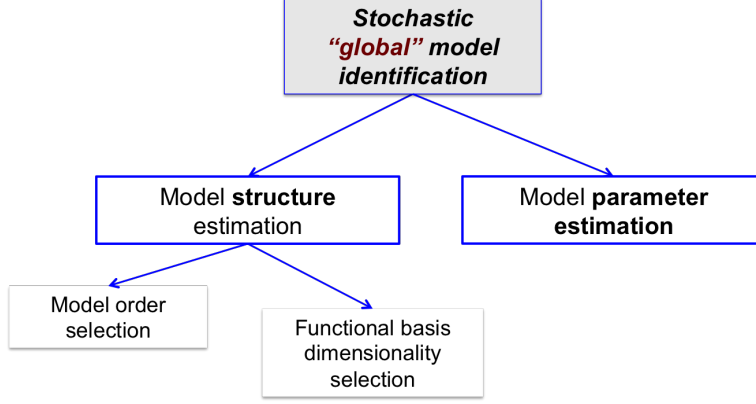 Stochastic
“global” model
identification
Model structure
estimation
Model parameter
estimation
Model order
selection
Functional basis
dimensionality
selection